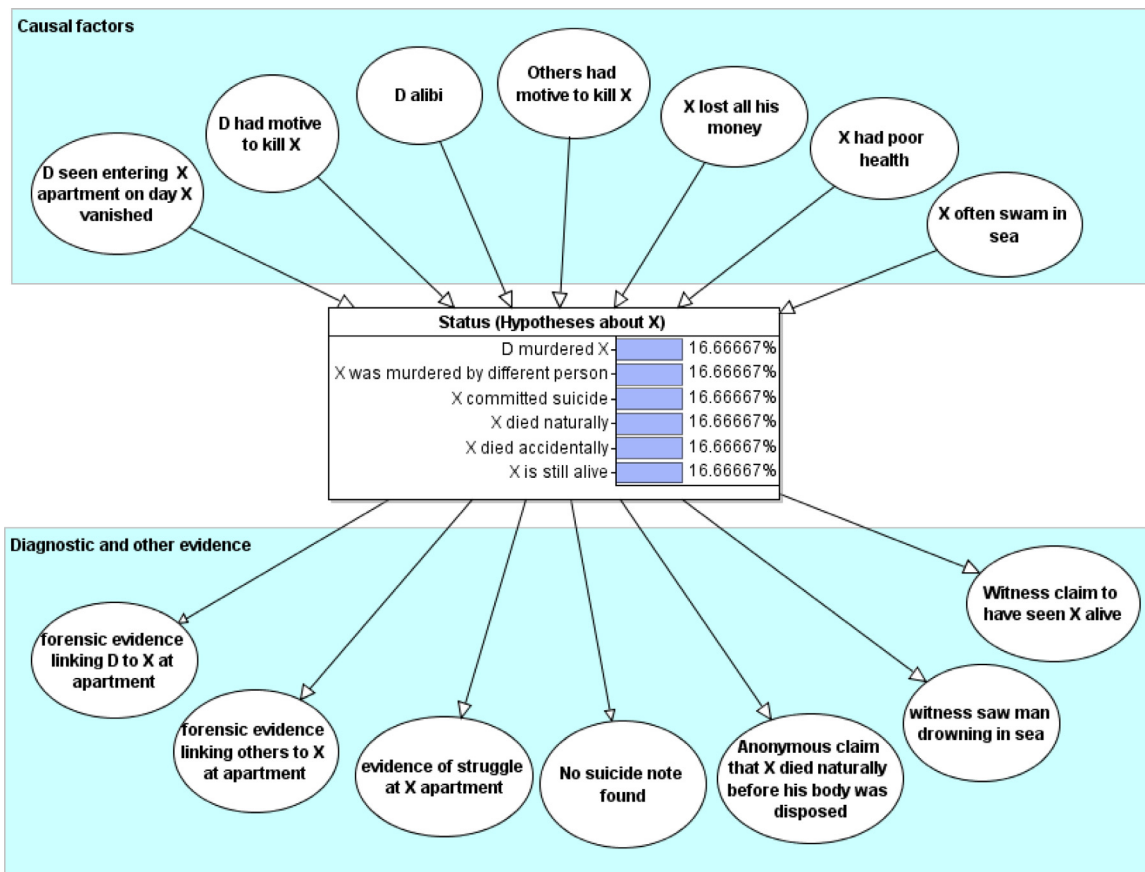 Causal factors
D seen entering X
apartment on day X
vanished
D had motive
to kill X
D alibi
Others had
motive to kill X
X lost all his
money
X had poor
health
X often swam in
sea
Status (Hypotheses about X)
D murdered X 16.66667%
X was murdered by different person 16.66667%
X committed suicide 16.66667%
X died naturally 16.66667%
X died accidentally 16.66667%
X is still alive 16.66667%
Diagnostic and other evidence
forensic evidence
linking D to X at
apartment
forensic evidence
linking others to X
at apartment
evidence of struggle
at X apartment
No suicide note
found
Anonymous claim
that X died naturally
before his body was
disposed
witness saw man
drowning in sea
Witness claim to
have seen X alive